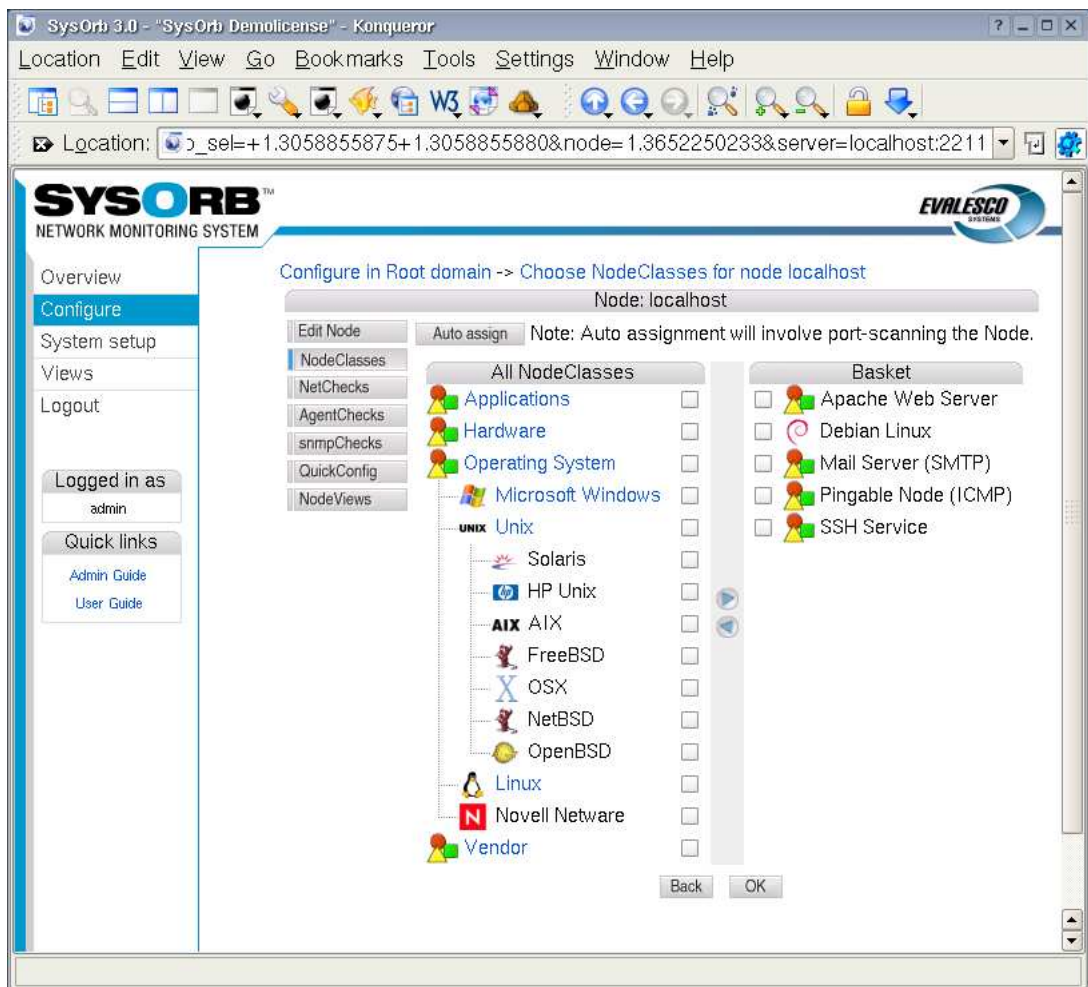 SysOrb 3.0 - "SysOrb Demolicense" - Konqueror
Location Edit View Go Bookmarks Tools Settings Window Help
W3
Location: o_sel=+1.3058855875+1.3058855880&node=1.3652250233&server=localhost:2211
SYSORB™
NETWORK MONITORING SYSTEM
EVALESCO
SYSTEMS
Overview
Configure
System setup
Views
Logout
Logged in as
admin
Quick links
Admin Guide
User Guide
Configure in Root domain -> Choose NodeClasses for node localhost
Node: localhost
Edit Node
NodeClasses
NetChecks
AgentChecks
snmpChecks
QuickConfig
NodeViews
Auto assign Note: Auto assignment will involve port-scanning the Node.
All NodeClasses
Applications
Hardware
Operating System
Microsoft Windows
UNIX Unix
Solaris
hp HP Unix
AIX AIX
FreeBSD
X OSX
NetBSD
OpenBSD
Linux
N Novell Netware
Vendor
Basket
Apache Web Server
Debian Linux
Mail Server (SMTP)
Pingable Node (ICMP)
SSH Service
Back OK